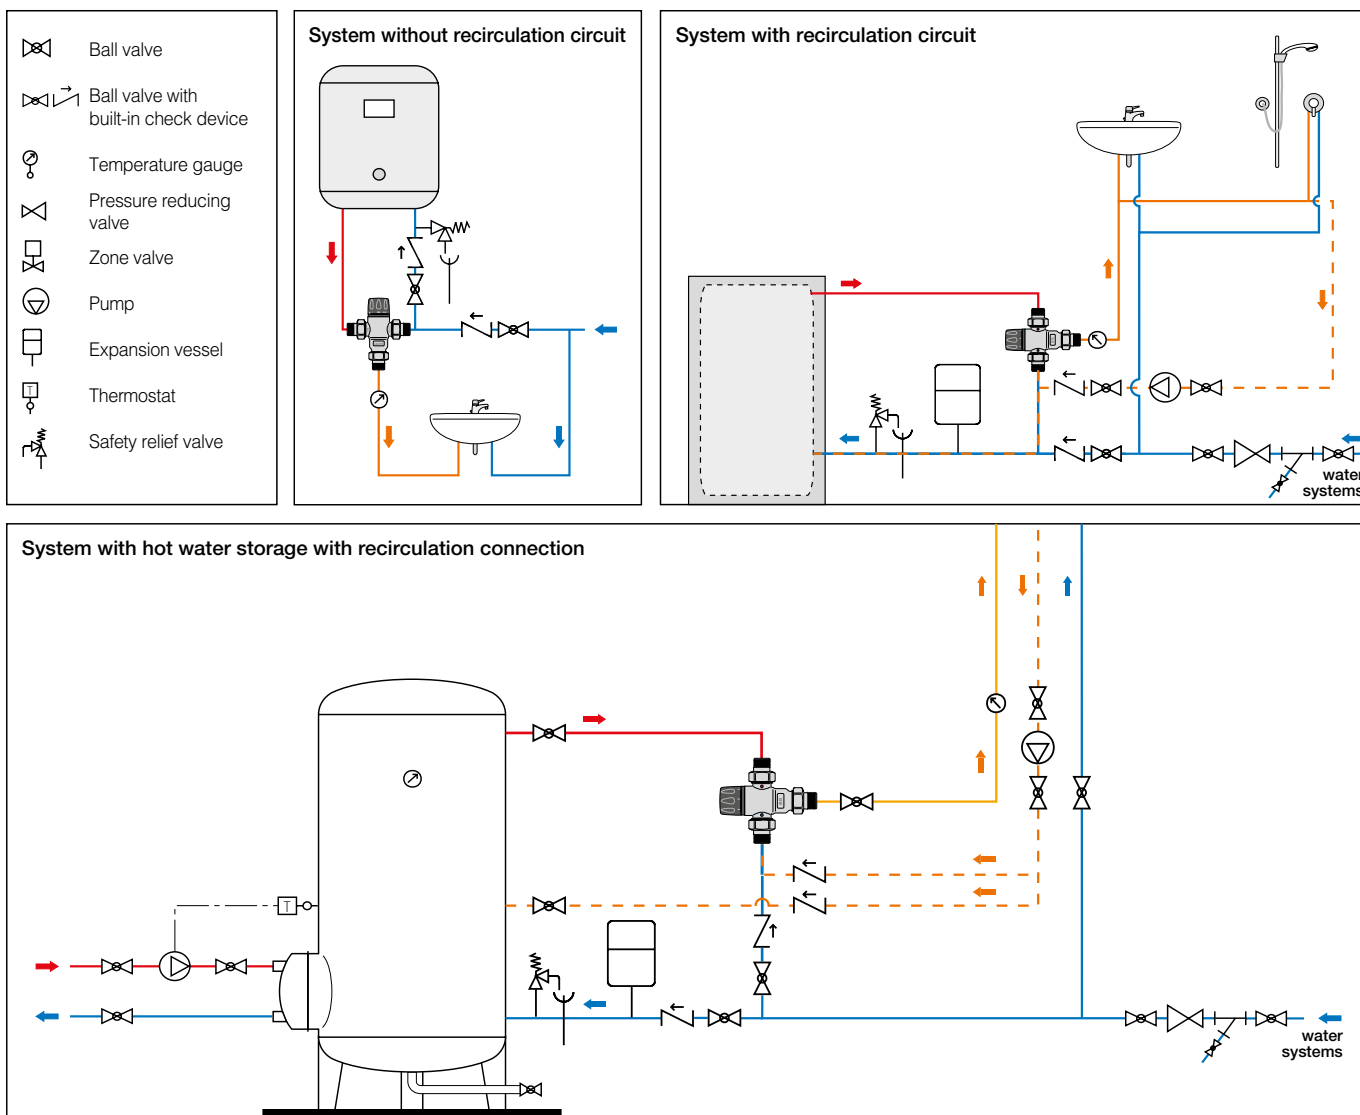 Ball valve
Ball valve with
built-in check device
Temperature gauge
Pressure reducing
valve
Zone valve
Pump
Expansion vessel
T
Thermostat
Safety relief valve
System without recirculation circuit
System with recirculation circuit
water
systems
System with hot water storage with recirculation connection
T
water
systems